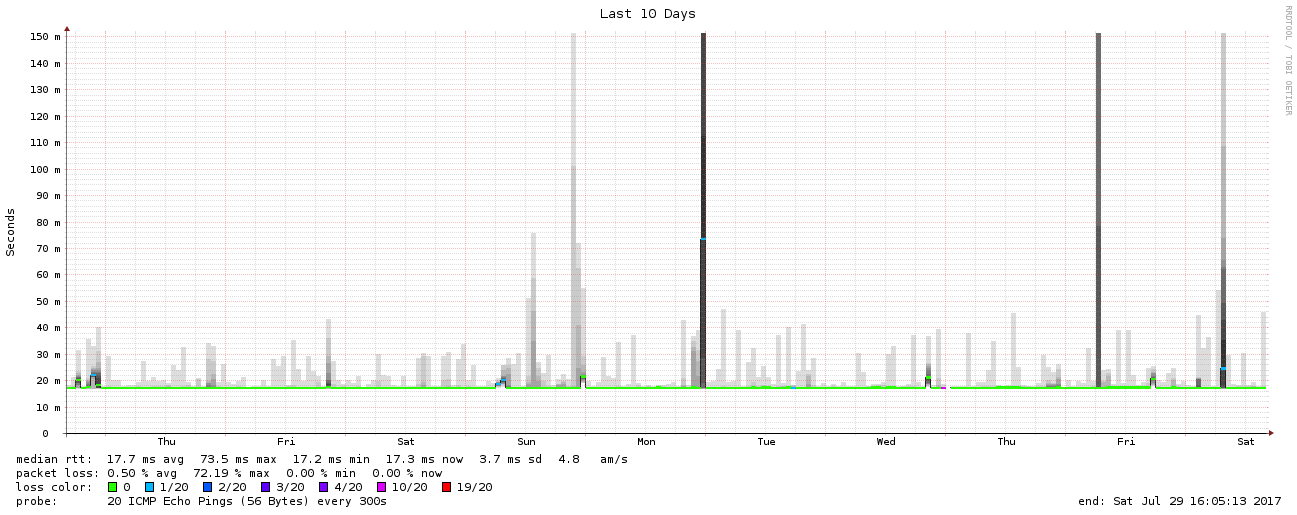 Last 10 Days
RRDTOOL / TOBI OETIKER
Seconds
150 m
140 m
130 m
120 m
110 m
100 m
90 m
80 m
70 m
60 m
50 m
40 m
30 m
20 m
10 m
0
Thu Fri Sat Sun Mon Tue Wed Thu Fri Sat
median rtt: 17.7 ms avg 73.5 ms max 17.2 ms min 17.3 ms now 3.7 ms sd 4.8 am/s
packet loss: 0.50 % avg 72.19 % max 0.00 % min 0.00 % now
loss color: 0 1/20 2/20 3/20 4/20 10/20 19/20
probe: 20 ICMP Echo Pings (56 Bytes) every 300s end: Sat Jul 29 16:05:13 2017